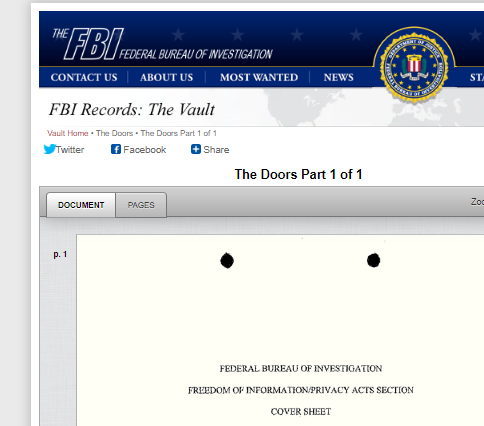 THE FBI FEDERAL BUREAU OF INVESTIGATION
CONTACT US ABOUT US MOST WANTED NEWS STA
FBI Records: The Vault
Vault Home • The Doors • The Doors Part 1 of 1
Twitter Facebook Share
The Doors Part 1 of 1
DOCUMENT PAGES Zoo
p. 1
FEDERAL BUREAU OF INVESTIGATION
FREEDOM OF INFORMATION/PRIVACY ACTS SECTION
COVER SHEET